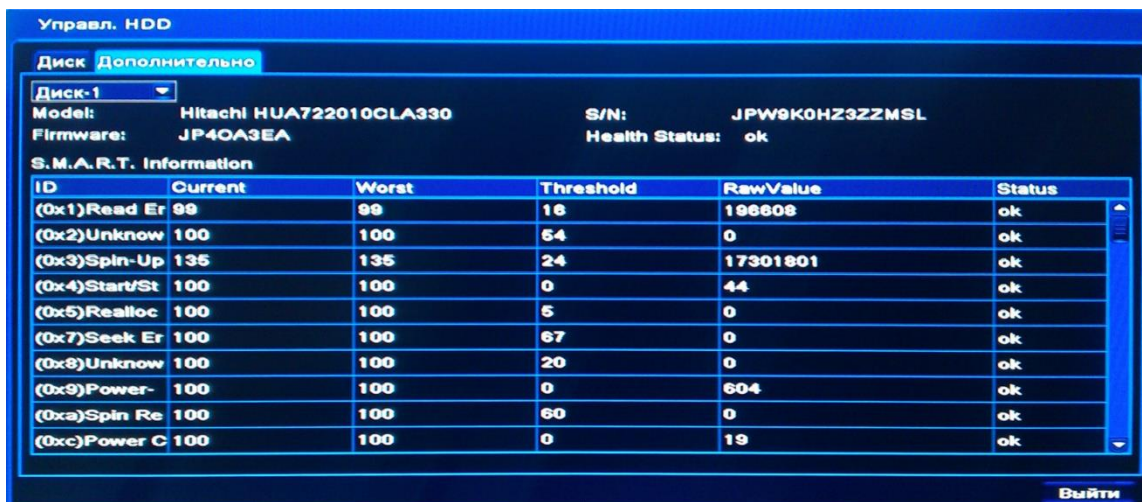 Управл. HDD
Диск Дополнительно
Диск-1
Model: Hitachi HUA722010CLA330 S/N: JPW9K0HZ3ZZMSL
Firmware: JP4OA3EA Health Status: ok
S.M.A.R.T. Information
ID Current Worst Threshold RawValue Status
(0x1)Read Er 99 99 16 196608 ok
(0x2)Unknow 100 100 54 0 ok
(0x3)Spin-Up 135 135 24 17301801 ok
(0x4)Start/St 100 100 0 44 ok
(0x5)Realloc 100 100 5 0 ok
(0x7)Seek Er 100 100 67 0 ok
(0x8)Unknow 100 100 20 0 ok
(0x9)Power- 100 100 0 604 ok
(0xa)Spin Re 100 100 60 0 ok
(0xc)Power C 100 100 0 19 ok
Выйти